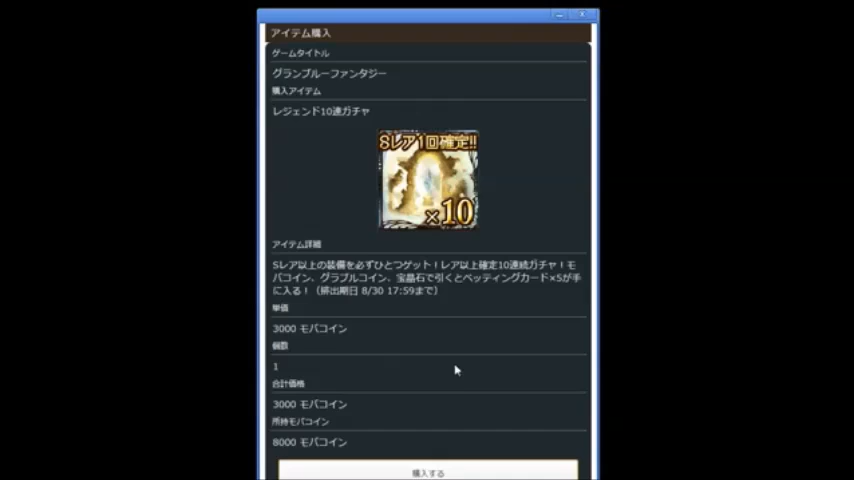 アイテム購入
ゲームタイトル
グランブルーファンタジー
購入アイテム
レジェンド10連ガチャ
Sレア1回確定!!
×10
アイテム詳細
Sレア以上の装備を必ずひとつゲット！レア以上確定10連続ガチャ！モ
バコイン、グラブルコイン、宝晶石で引くとベッティングカード×5が手
に入る！（排出期日 8/30 17:59まで）
単価
3000 モバコイン
個数
1
合計価格
3000 モバコイン
所持モバコイン
8000 モバコイン
購入する